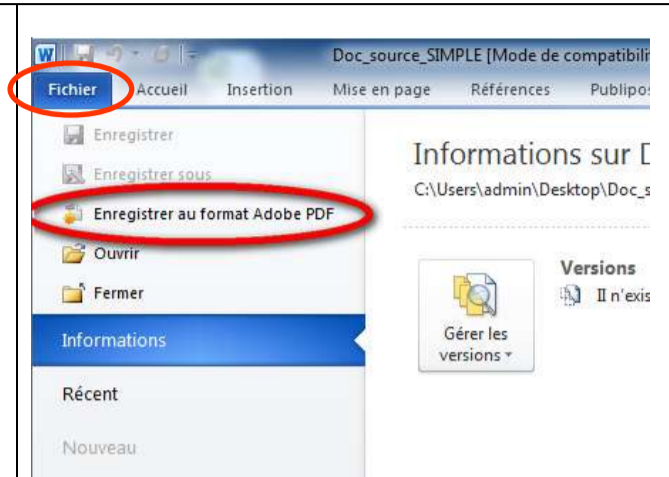 Doc_source_SIMPLE [Mode de compatibili
Fichier Accueil Insertion Mise en page Références Publipos
Enregistrer
Enregistrer sous
Enregistrer au format Adobe PDF
Ouvrir
Fermer
Informations
Récent
Nouveau
Informations sur D
C:\Users\admin\Desktop\Doc_s
Gérer les
versions
Versions
Il n'exis